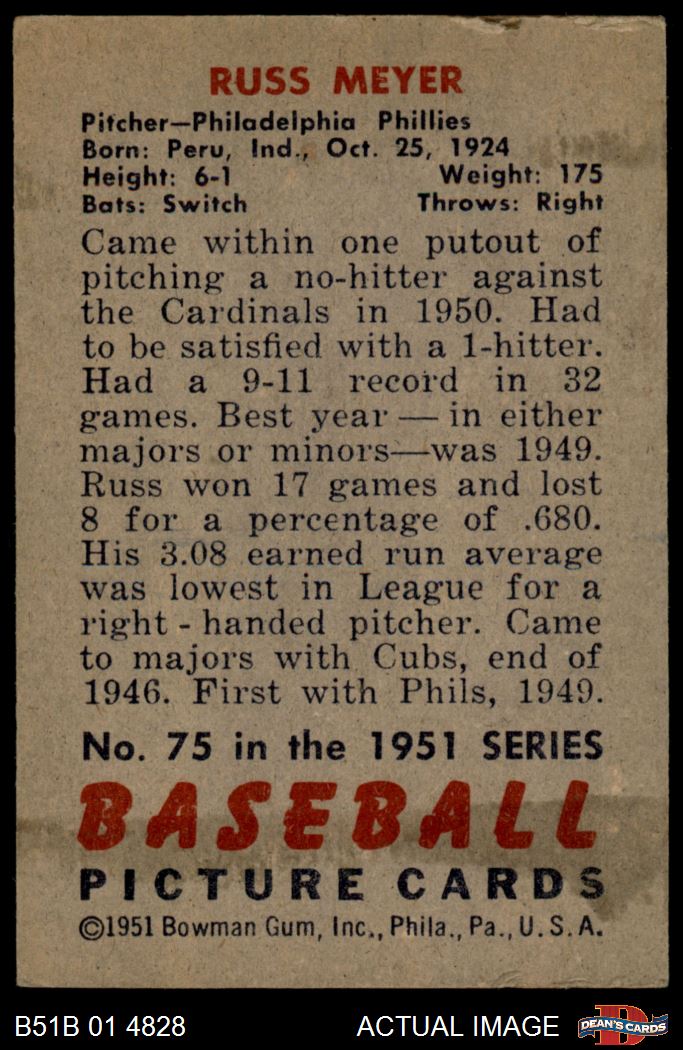 RUSS MEYER
Pitcher—Philadelphia Phillies
Born: Peru, Ind., Oct. 25, 1924
Height: 6-1 Weight: 175
Bats: Switch Throws: Right
Came within one putout of
pitching a no-hitter against
the Cardinals in 1950. Had
to be satisfied with a 1-hitter.
Had a 9-11 record in 32
games. Best year — in either
majors or minors—was 1949.
Russ won 17 games and lost
8 for a percentage of .680.
His 3.08 earned run average
was lowest in League for a
right - handed pitcher. Came
to majors with Cubs, end of
1946. First with Phils, 1949.
No. 75 in the 1951 SERIES
BASEBALL
PICTURE CARDS
©1951 Bowman Gum, Inc., Phila., Pa., U.S.A.
B51B 01 4828 ACTUAL IMAGE D DEAN'S CARDS